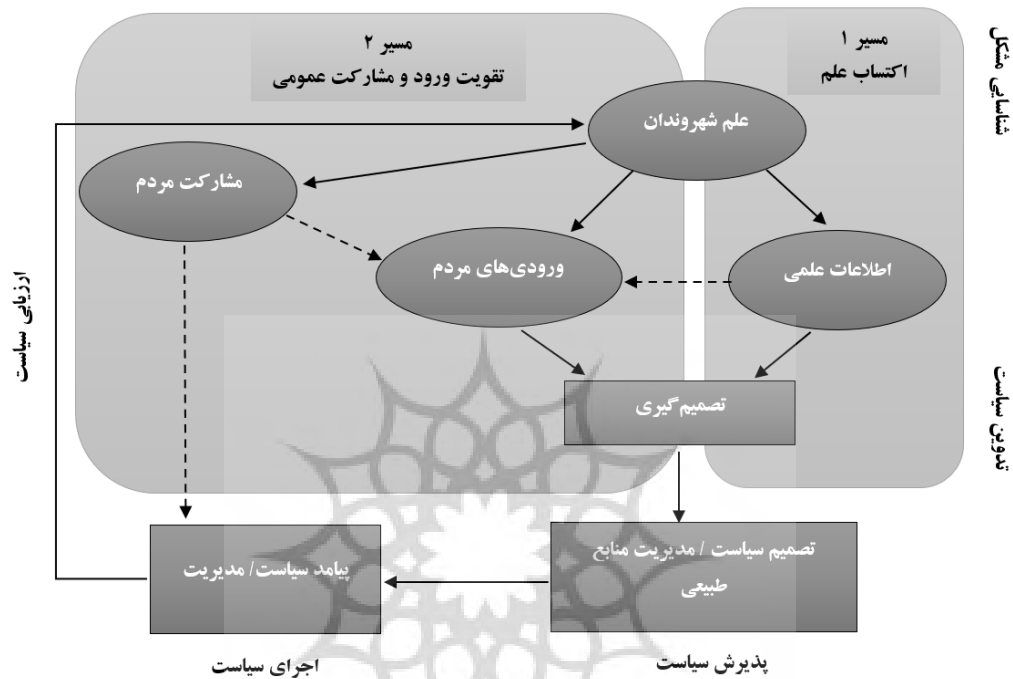 مسیر ۱
اکتساب علم
مسیر ۲
تقویت ورود و مشارکت عمومی
شناسایی مشکل
علم شهروندان
مشارکت مردم
ورودی‌های مردم
اطلاعات علمی
ارزیابی سیاست
تدوین سیاست
تصمیم‌گیری
تصمیم سیاست / مدیریت منابع
طبیعی
پیامد سیاست/ مدیریت
پذیرش سیاست
اجرای سیاست